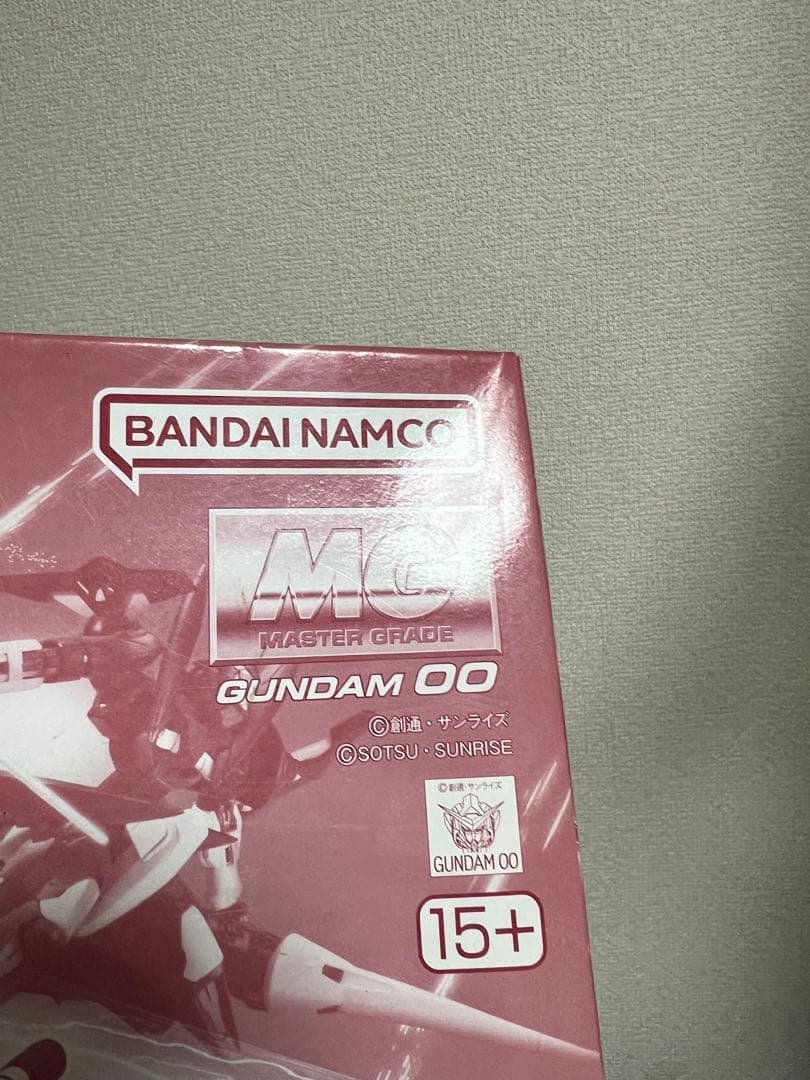 BANDAI NAMCO
MG
MASTER GRADE
GUNDAM 00
©創通・サンライズ
©SOTSU・SUNRISE
©創通・サンライズ
GUNDAM 00
15+